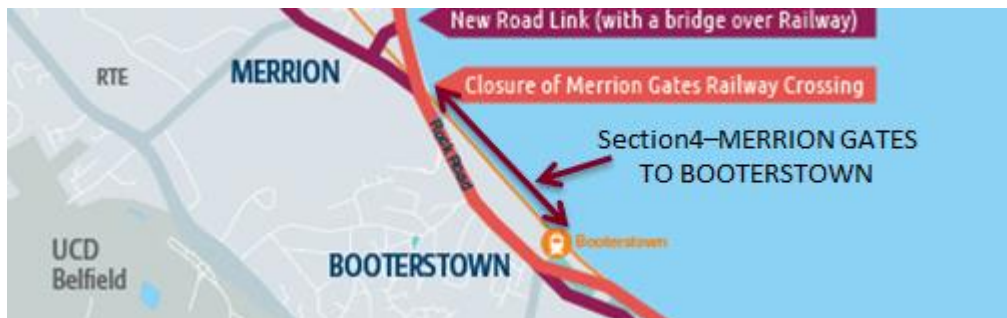 New Road Link (with a bridge over Railway)
RTE
MERRION
Closure of Merrion Gates Railway Crossing
Rock Road
Section4–MERRION GATES
TO BOOTERSTOWN
Booterstown
UCD
Belfield
BOOTERSTOWN